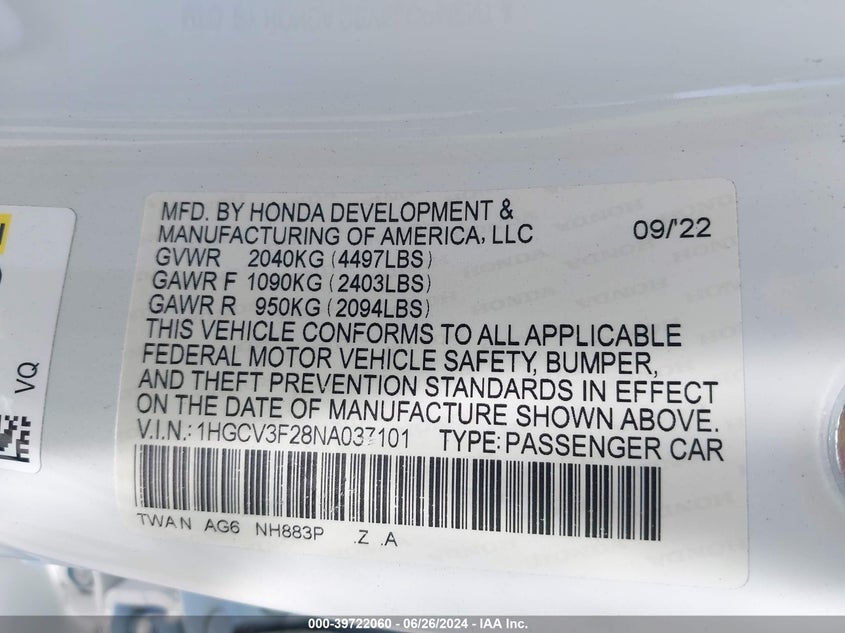 MFD. BY HONDA DEVELOPMENT &
MANUFACTURING OF AMERICA, LLC 09/'22
GVWR 2040KG (4497LBS)
GAWR F 1090KG (2403LBS)
GAWR R 950KG (2094LBS)
THIS VEHICLE CONFORMS TO ALL APPLICABLE
FEDERAL MOTOR VEHICLE SAFETY, BUMPER,
AND THEFT PREVENTION STANDARDS IN EFFECT
ON THE DATE OF MANUFACTURE SHOWN ABOVE.
V.I.N.: 1HGCV3F28NA037101 TYPE: PASSENGER CAR
TWAN AG6 NH883P .Z .A
VQ
000-39722060 - 06/26/2024 - IAA Inc.